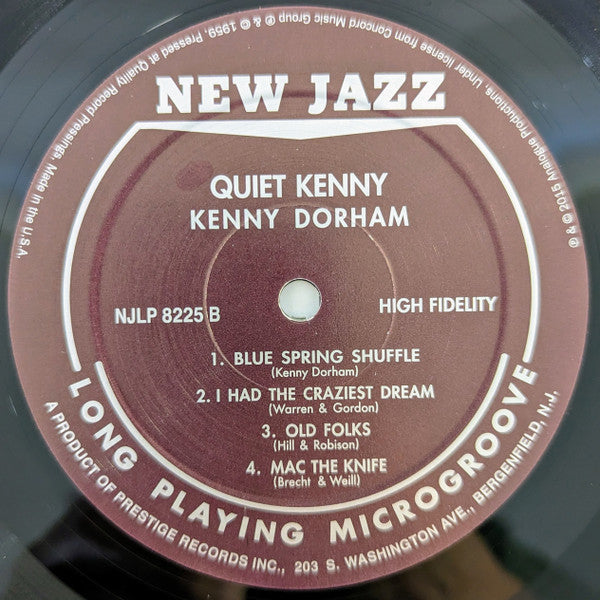 NEW JAZZ
QUIET KENNY
KENNY DORHAM
NJLP 8225 B
HIGH FIDELITY
1. BLUE SPRING SHUFFLE
(Kenny Dorham)
2. I HAD THE CRAZIEST DREAM
(Warren & Gordon)
3. OLD FOLKS
(Hill & Robison)
4. MAC THE KNIFE
(Brecht & Weill)
LONG PLAYING MICROGROOVE
A PRODUCT OF PRESTIGE RECORDS INC., 203 S. WASHINGTON AVE., BERGENFIELD, N.J.
℗ & © 2015 Analogue Productions, Under license from Concord Music Group ℗ & © 1959, Pressed at Quality Record Pressings. Made in the U.S.A.